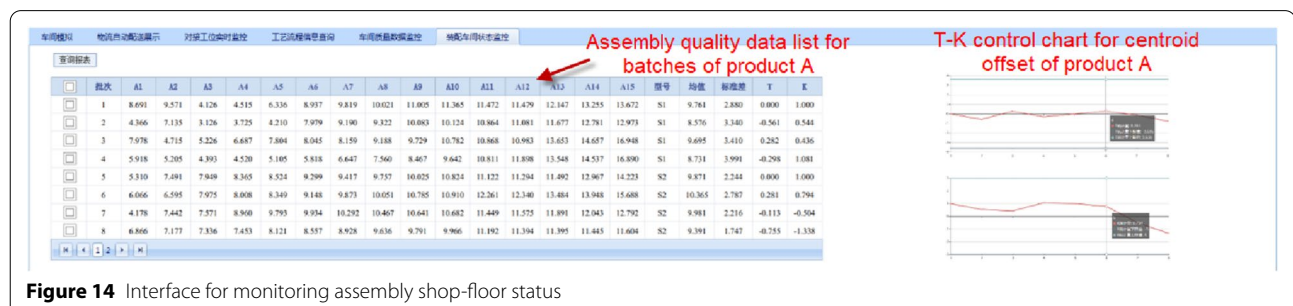 车间模拟 物流自动配送展示 对接工位实时监控 工艺流程信息查询 车间质量数据监控 装配车间状态监控
查询报表
Assembly quality data list for
batches of product A
T-K control chart for centroid
offset of product A
批次 A1 A2 A3 A4 A5 A6 A7 A8 A9 A10 A11 A12 A13 A14 A15 型号 均值 标准差 T K
1 8.691 9.571 4.126 4.515 6.336 8.937 9.819 10.021 11.005 11.365 11.472 11.479 12.147 13.255 13.672 S1 9.761 2.880 0.000 1.000
2 4.366 7.135 3.126 3.725 4.210 7.979 9.190 9.322 10.083 10.124 10.864 11.081 11.677 12.781 12.973 S1 8.576 3.340 -0.561 0.544
3 7.978 4.715 5.226 6.687 7.804 8.045 8.159 9.188 9.729 10.782 10.868 10.983 13.653 14.657 16.948 S1 9.695 3.410 0.282 0.436
4 5.918 5.205 4.393 4.520 5.105 5.818 6.647 7.560 8.467 9.642 10.811 11.898 13.548 14.537 16.890 S1 8.731 3.991 -0.298 1.081
5 5.310 7.491 7.949 8.365 8.524 9.299 9.417 9.757 10.025 10.824 11.122 11.294 11.492 12.967 14.223 S2 9.871 2.244 0.000 1.000
6 6.066 6.595 7.975 8.008 8.349 9.148 9.873 10.051 10.785 10.910 12.261 12.340 13.484 13.948 15.688 S2 10.365 2.787 0.281 0.794
7 4.178 7.442 7.571 8.960 9.793 9.934 10.292 10.467 10.641 10.682 11.449 11.575 11.891 12.043 12.792 S2 9.981 2.216 -0.113 -0.504
8 6.866 7.177 7.336 7.453 8.121 8.557 8.928 9.636 9.791 9.966 11.192 11.394 11.395 11.445 11.604 S2 9.391 1.747 -0.755 -1.338
1 2
Figure 14 Interface for monitoring assembly shop-floor status